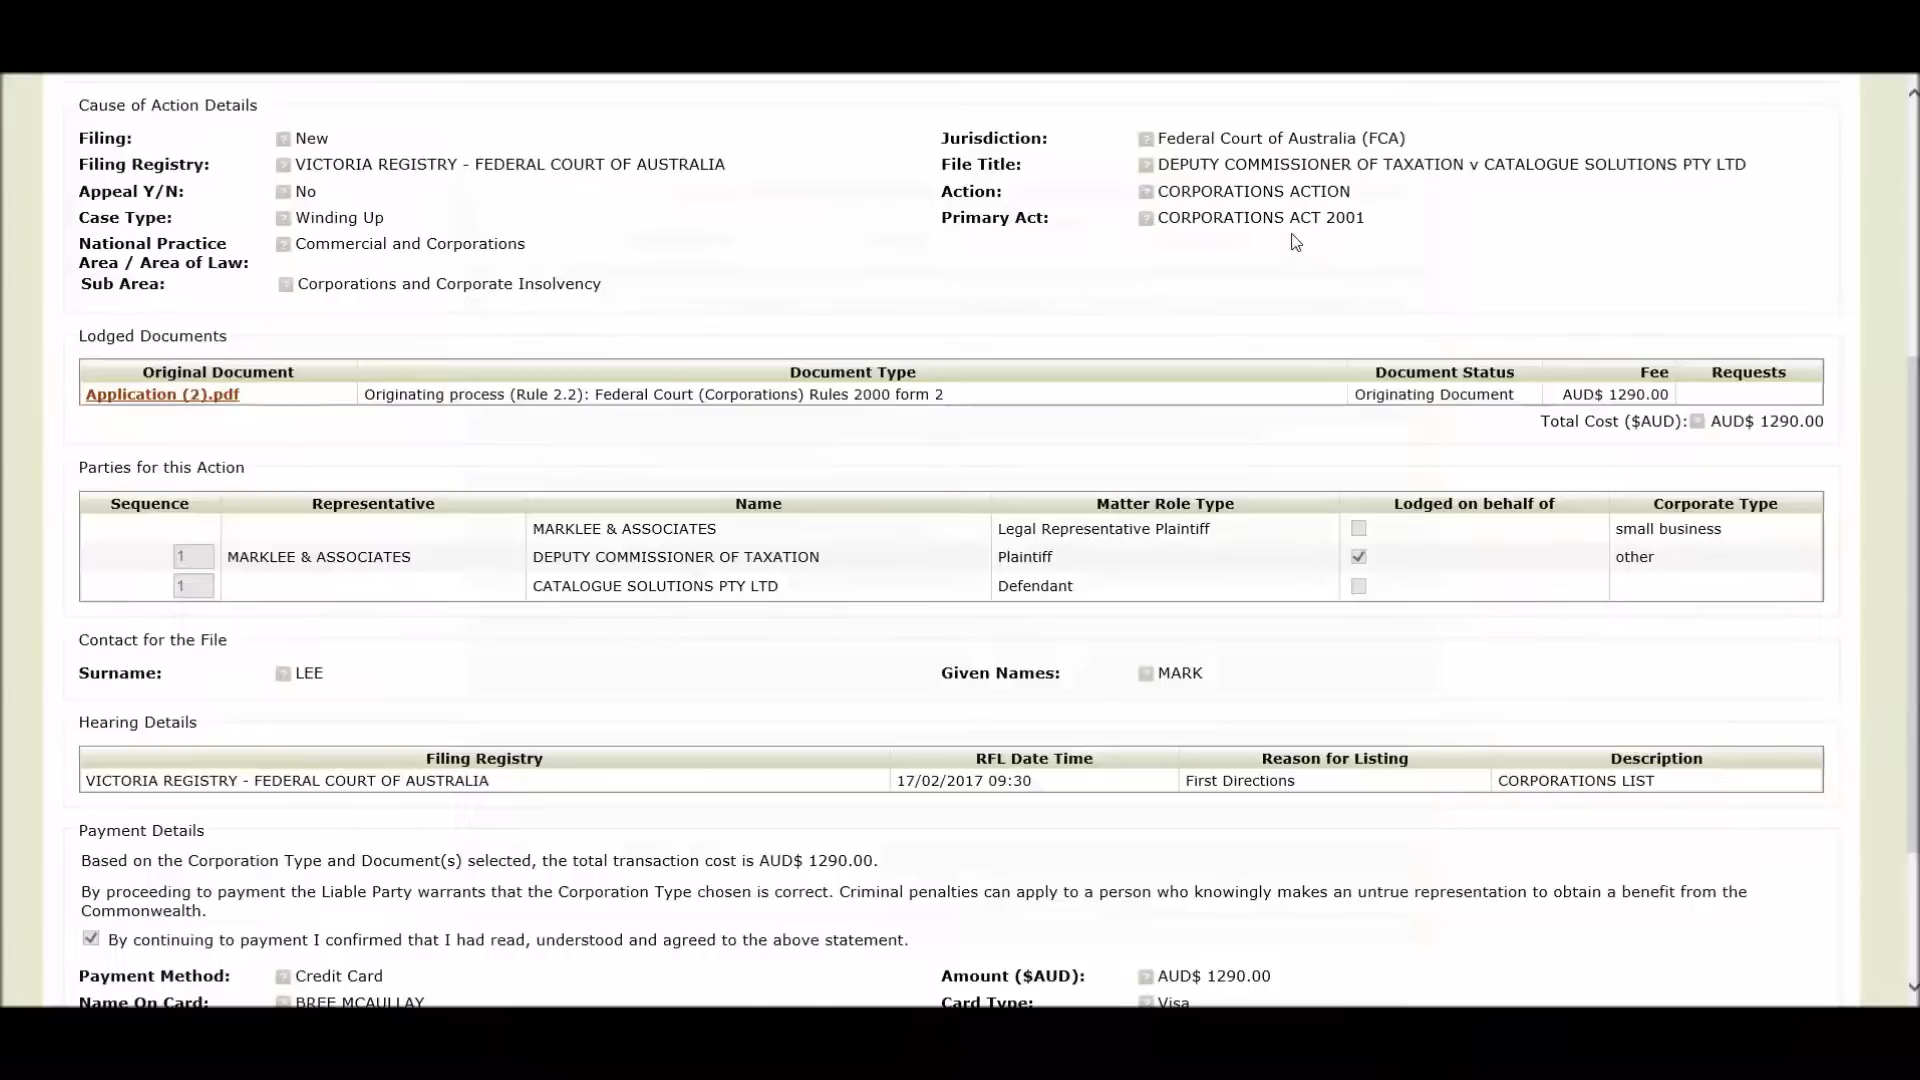 Cause of Action Details
Filing: New Jurisdiction: Federal Court of Australia (FCA)
Filing Registry: VICTORIA REGISTRY - FEDERAL COURT OF AUSTRALIA File Title: DEPUTY COMMISSIONER OF TAXATION v CATALOGUE SOLUTIONS PTY LTD
Appeal Y/N: No Action: CORPORATIONS ACTION
Case Type: Winding Up Primary Act: CORPORATIONS ACT 2001
National Practice Commercial and Corporations
Area / Area of Law:
Sub Area: Corporations and Corporate Insolvency
Lodged Documents
Original Document Document Type Document Status Fee Requests
Application (2).pdf Originating process (Rule 2.2): Federal Court (Corporations) Rules 2000 form 2 Originating Document AUD$ 1290.00
Total Cost ($AUD): AUD$ 1290.00
Parties for this Action
Sequence Representative Name Matter Role Type Lodged on behalf of Corporate Type
MARKLEE & ASSOCIATES Legal Representative Plaintiff small business
1 MARKLEE & ASSOCIATES DEPUTY COMMISSIONER OF TAXATION Plaintiff other
1 CATALOGUE SOLUTIONS PTY LTD Defendant
Contact for the File
Surname: LEE Given Names: MARK
Hearing Details
Filing Registry RFL Date Time Reason for Listing Description
VICTORIA REGISTRY - FEDERAL COURT OF AUSTRALIA 17/02/2017 09:30 First Directions CORPORATIONS LIST
Payment Details
Based on the Corporation Type and Document(s) selected, the total transaction cost is AUD$ 1290.00.
By proceeding to payment the Liable Party warrants that the Corporation Type chosen is correct. Criminal penalties can apply to a person who knowingly makes an untrue representation to obtain a benefit from the
Commonwealth.
By continuing to payment I confirmed that I had read, understood and agreed to the above statement.
Payment Method: Credit Card Amount ($AUD): AUD$ 1290.00
Name On Card: BREE MCAULLAY Card Type: Visa